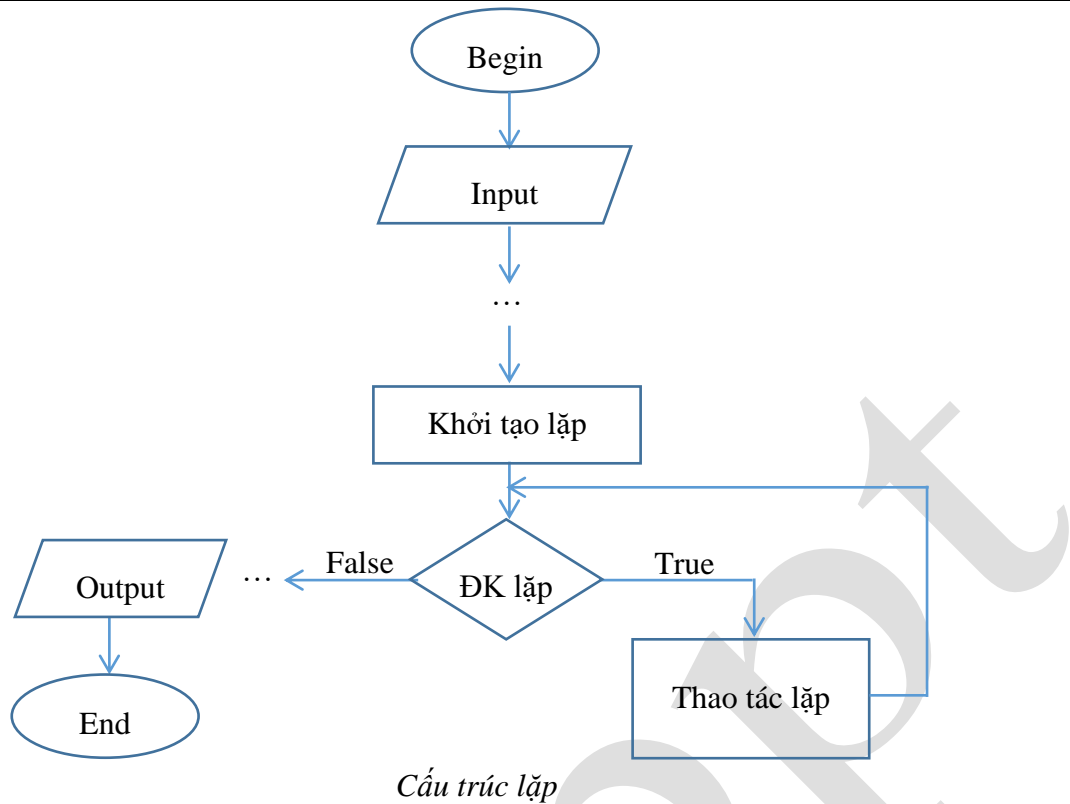 Begin
Input
…
Khởi tạo lặp
ĐK lặp
False
True
…
Output
Thao tác lặp
End
Cấu trúc lặp